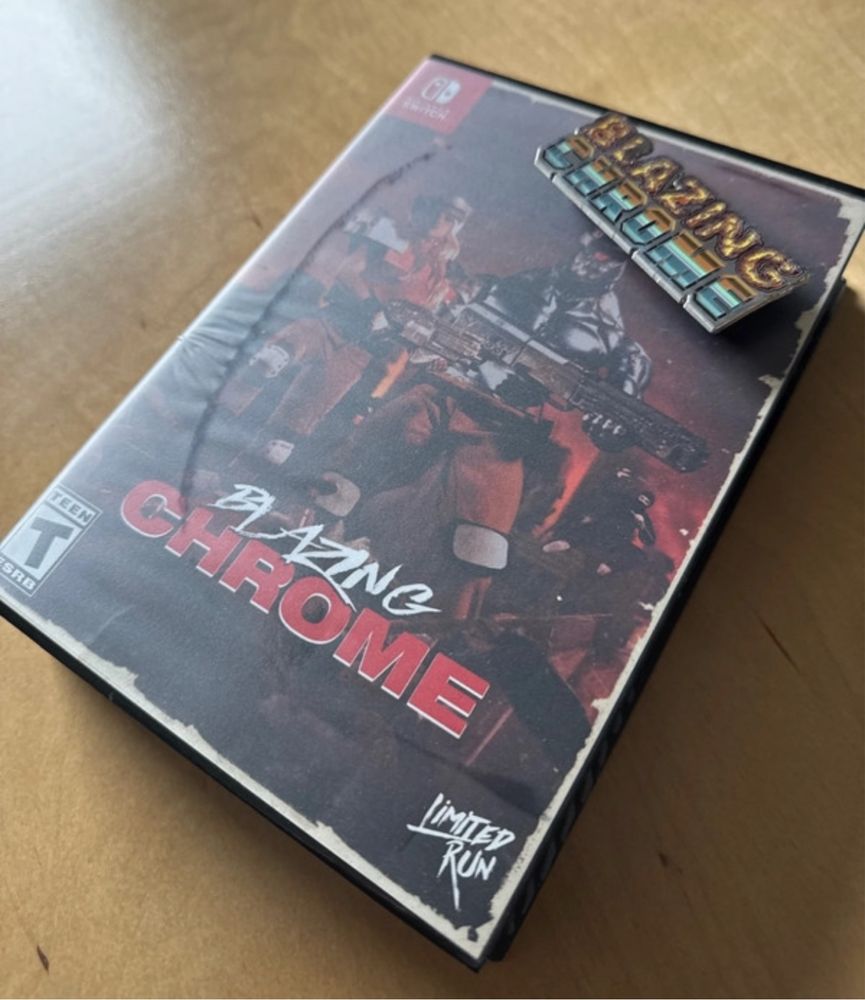 BLAZING
CHROME
BLAZING
CHROME
TEEN
T
ESRB
LIMITED
RUN